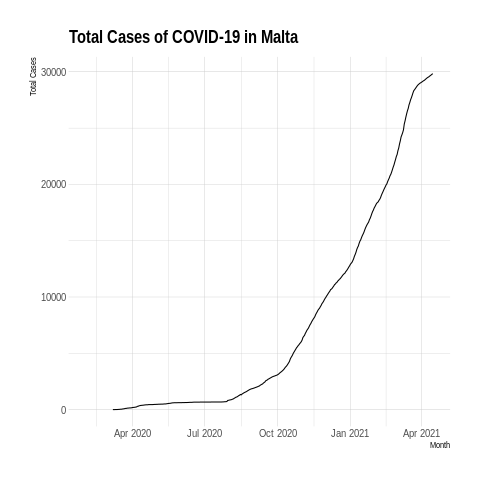 Total Cases of COVID-19 in Malta
Total Cases
30000
20000
10000
0
Apr 2020 Jul 2020 Oct 2020 Jan 2021 Apr 2021
Month